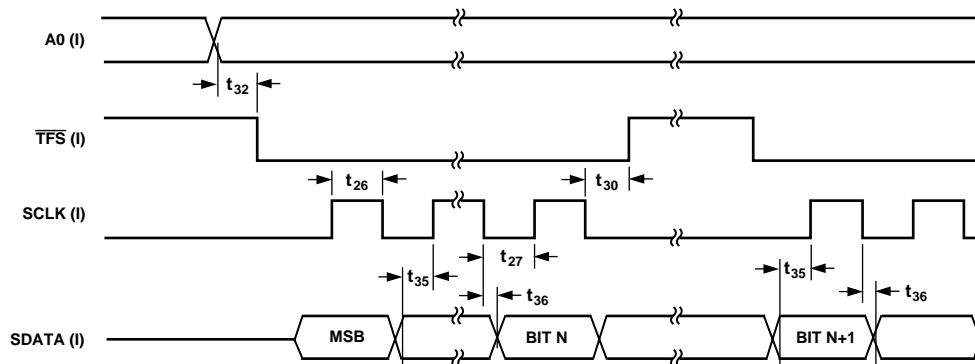 A0 (I)
t32
TFS (I)
t26
t30
SCLK (I)
t27
t35
t35
t36
t36
SDATA (I)
MSB
BIT N
BIT N+1